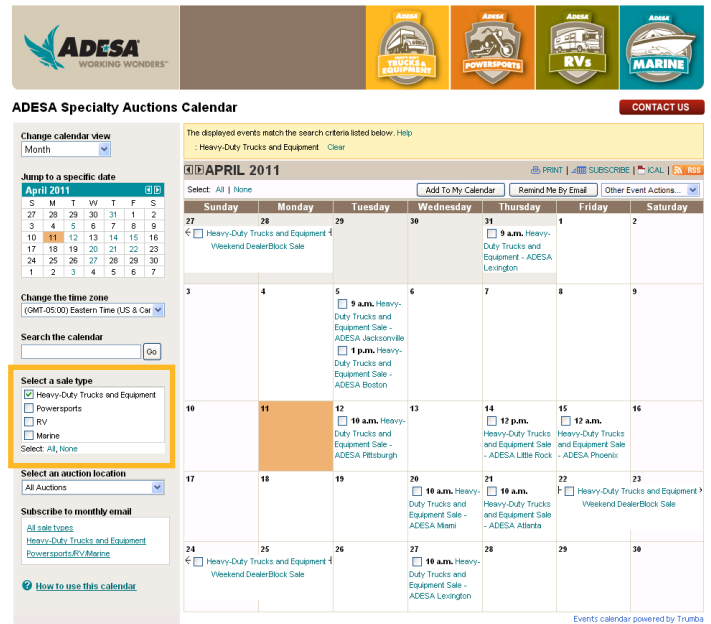 ADESA
WORKING WONDERS™
ADESA
HEAVY-DUTY
TRUCKS &
EQUIPMENT
ADESA
POWERSPORTS
ADESA
RVs
ADESA
MARINE
ADESA Specialty Auctions Calendar
CONTACT US
Change calendar view
Month
Jump to a specific date
April 2011
S M T W T F S
27 28 29 30 31 1 2
3 4 5 6 7 8 9
10 11 12 13 14 15 16
17 18 19 20 21 22 23
24 25 26 27 28 29 30
1 2 3 4 5 6 7
Change the time zone
(GMT-05:00) Eastern Time (US & Car
Search the calendar
Go
Select a sale type
Heavy-Duty Trucks and Equipment
Powersports
RV
Marine
Select: All, None
Select an auction location
All Auctions
Subscribe to monthly email
All sale types
Heavy-Duty Trucks and Equipment
Powersports/RV/Marine
How to use this calendar
The displayed events match the search criteria listed below. Help
: Heavy-Duty Trucks and Equipment Clear
APRIL 2011
PRINT | SUBSCRIBE | iCAL | RSS
Select: All | None
Add To My Calendar
Remind Me By Email
Other Event Actions...
Sunday Monday Tuesday Wednesday Thursday Friday Saturday
27 28 29 30 31 1 2
Heavy-Duty Trucks and Equipment
Weekend DealerBlock Sale
9 a.m. Heavy-
Duty Trucks and
Equipment - ADESA
Lexington
3 4 5 6 7 8 9
9 a.m. Heavy-
Duty Trucks and
Equipment Sale -
ADESA Jacksonville
1 p.m. Heavy-
Duty Trucks and
Equipment Sale -
ADESA Boston
10 11 12 13 14 15 16
10 a.m. Heavy-
Duty Trucks and
Equipment Sale -
ADESA Pittsburgh
12 p.m.
Heavy-Duty Trucks
and Equipment Sale
- ADESA Little Rock
12 a.m.
Heavy-Duty Trucks
and Equipment Sale
- ADESA Phoenix
17 18 19 20 21 22 23
10 a.m. Heavy-
Duty Trucks and
Equipment Sale -
ADESA Miami
10 a.m.
Heavy-Duty Trucks
and Equipment Sale
- ADESA Atlanta
Heavy-Duty Trucks and Equipment
Weekend DealerBlock Sale
24 25 26 27 28 29 30
Heavy-Duty Trucks and Equipment
Weekend DealerBlock Sale
10 a.m. Heavy-
Duty Trucks and
Equipment Sale -
ADESA Lexington
Events calendar powered by Trumba